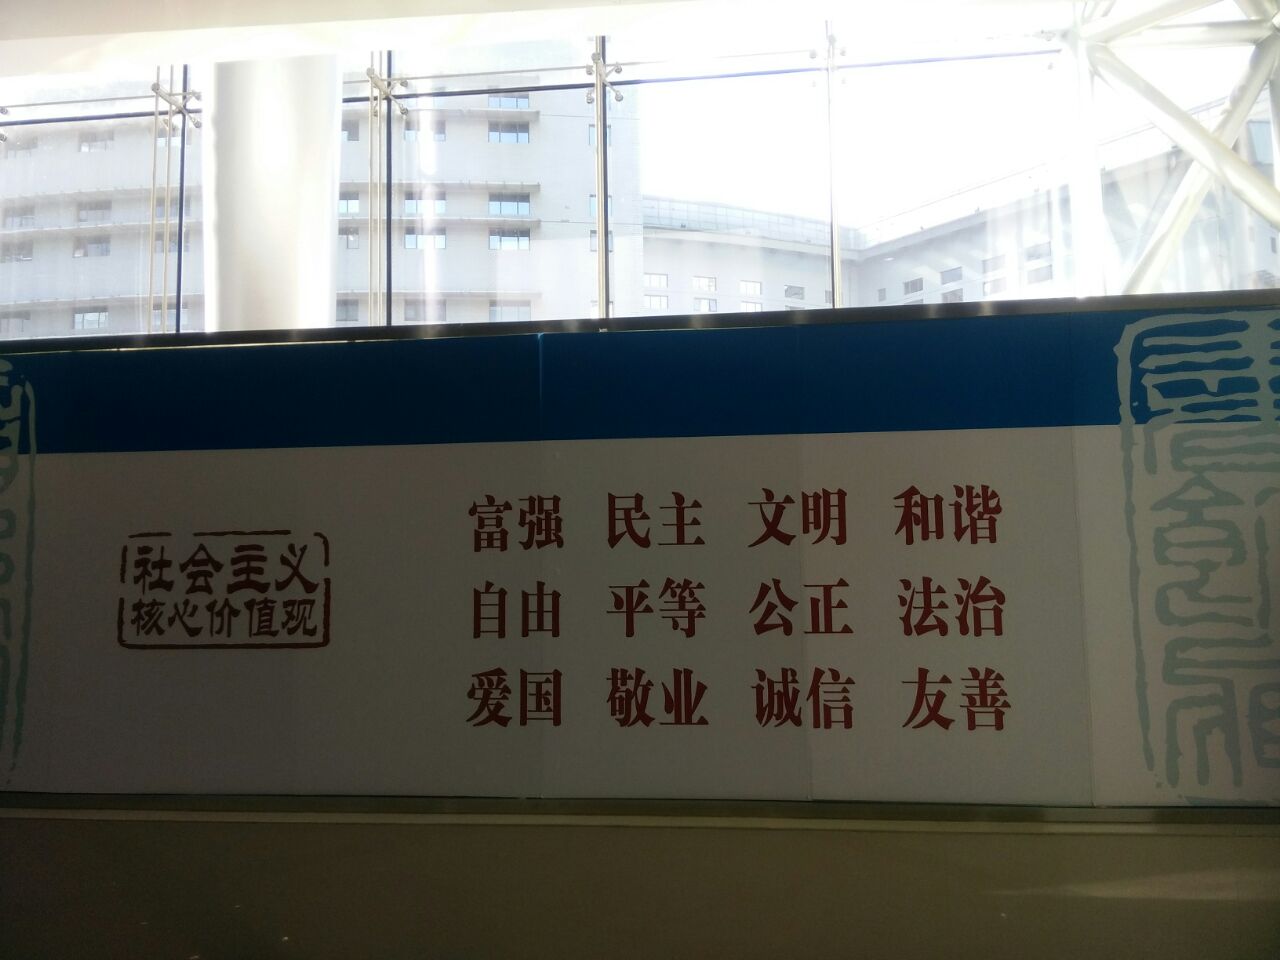 社会主义
核心价值观
富强 民主 文明 和谐
自由 平等 公正 法治
爱国 敬业 诚信 友善